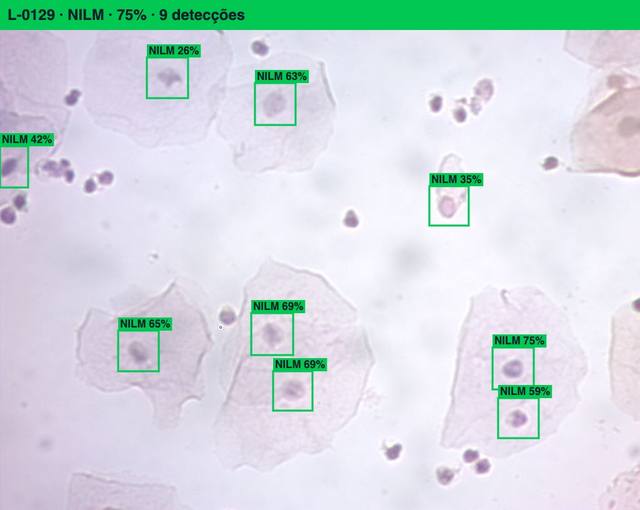 L-0129 · NILM · 75% · 9 detecções
NILM 26%
NILM 63%
NILM 42%
NILM 35%
NILM 69%
NILM 65%
NILM 75%
NILM 69%
NILM 59%